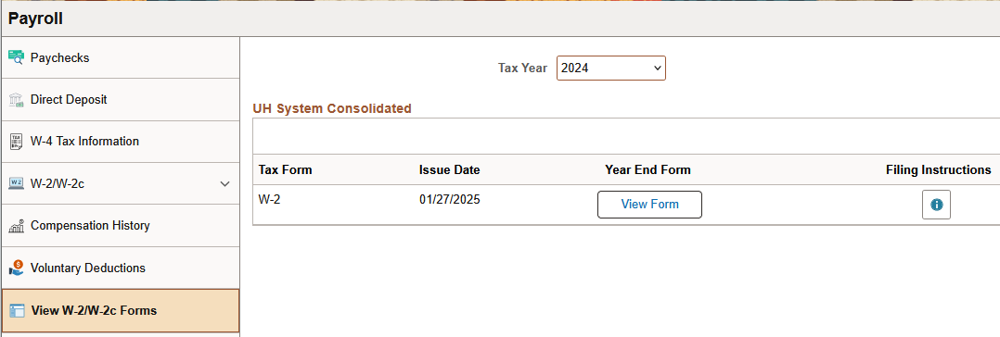 Payroll
Paychecks
Direct Deposit
W-4 Tax Information
W-2/W-2c
Compensation History
Voluntary Deductions
View W-2/W-2c Forms
Tax Year 2024
UH System Consolidated
Tax Form Issue Date Year End Form Filing Instructions
W-2 01/27/2025 View Form